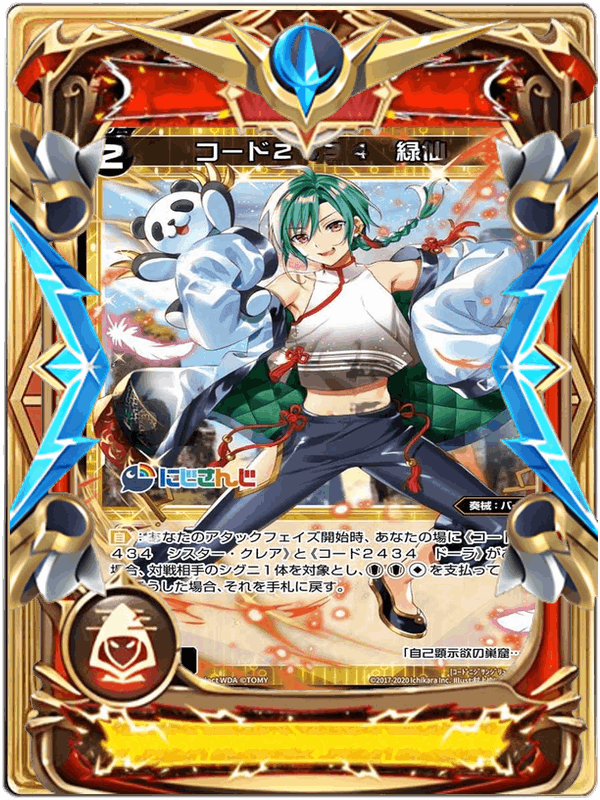 2
コード2 4 緑仙
にじさんじ
奏械：バ
自：あなたのアタックフェイズ開始時、あなたの場に《コー
434 シスター・クレア》と《コード2434 ドーラ》が
場合、対戦相手のシグニ1体を対象とし、 を支払って
した場合、それを手札に戻す。
「自己顕示欲の巣窟…
ect WDA ©TOMY
©2017-2020 Ichikara Inc. Illust